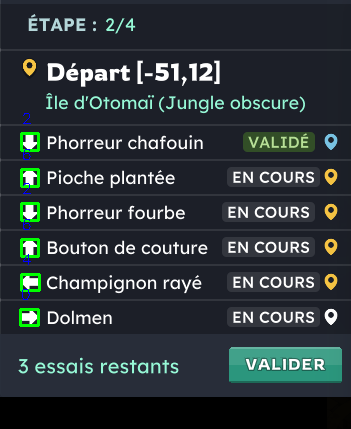 ÉTAPE : 2/4
Départ [-51,12]
Île d'Otomaï (Jungle obscure)
Phorreur chafouin VALIDÉ
Pioche plantée EN COURS
Phorreur fourbe EN COURS
Bouton de couture EN COURS
Champignon rayé EN COURS
Dolmen EN COURS
3 essais restants VALIDER